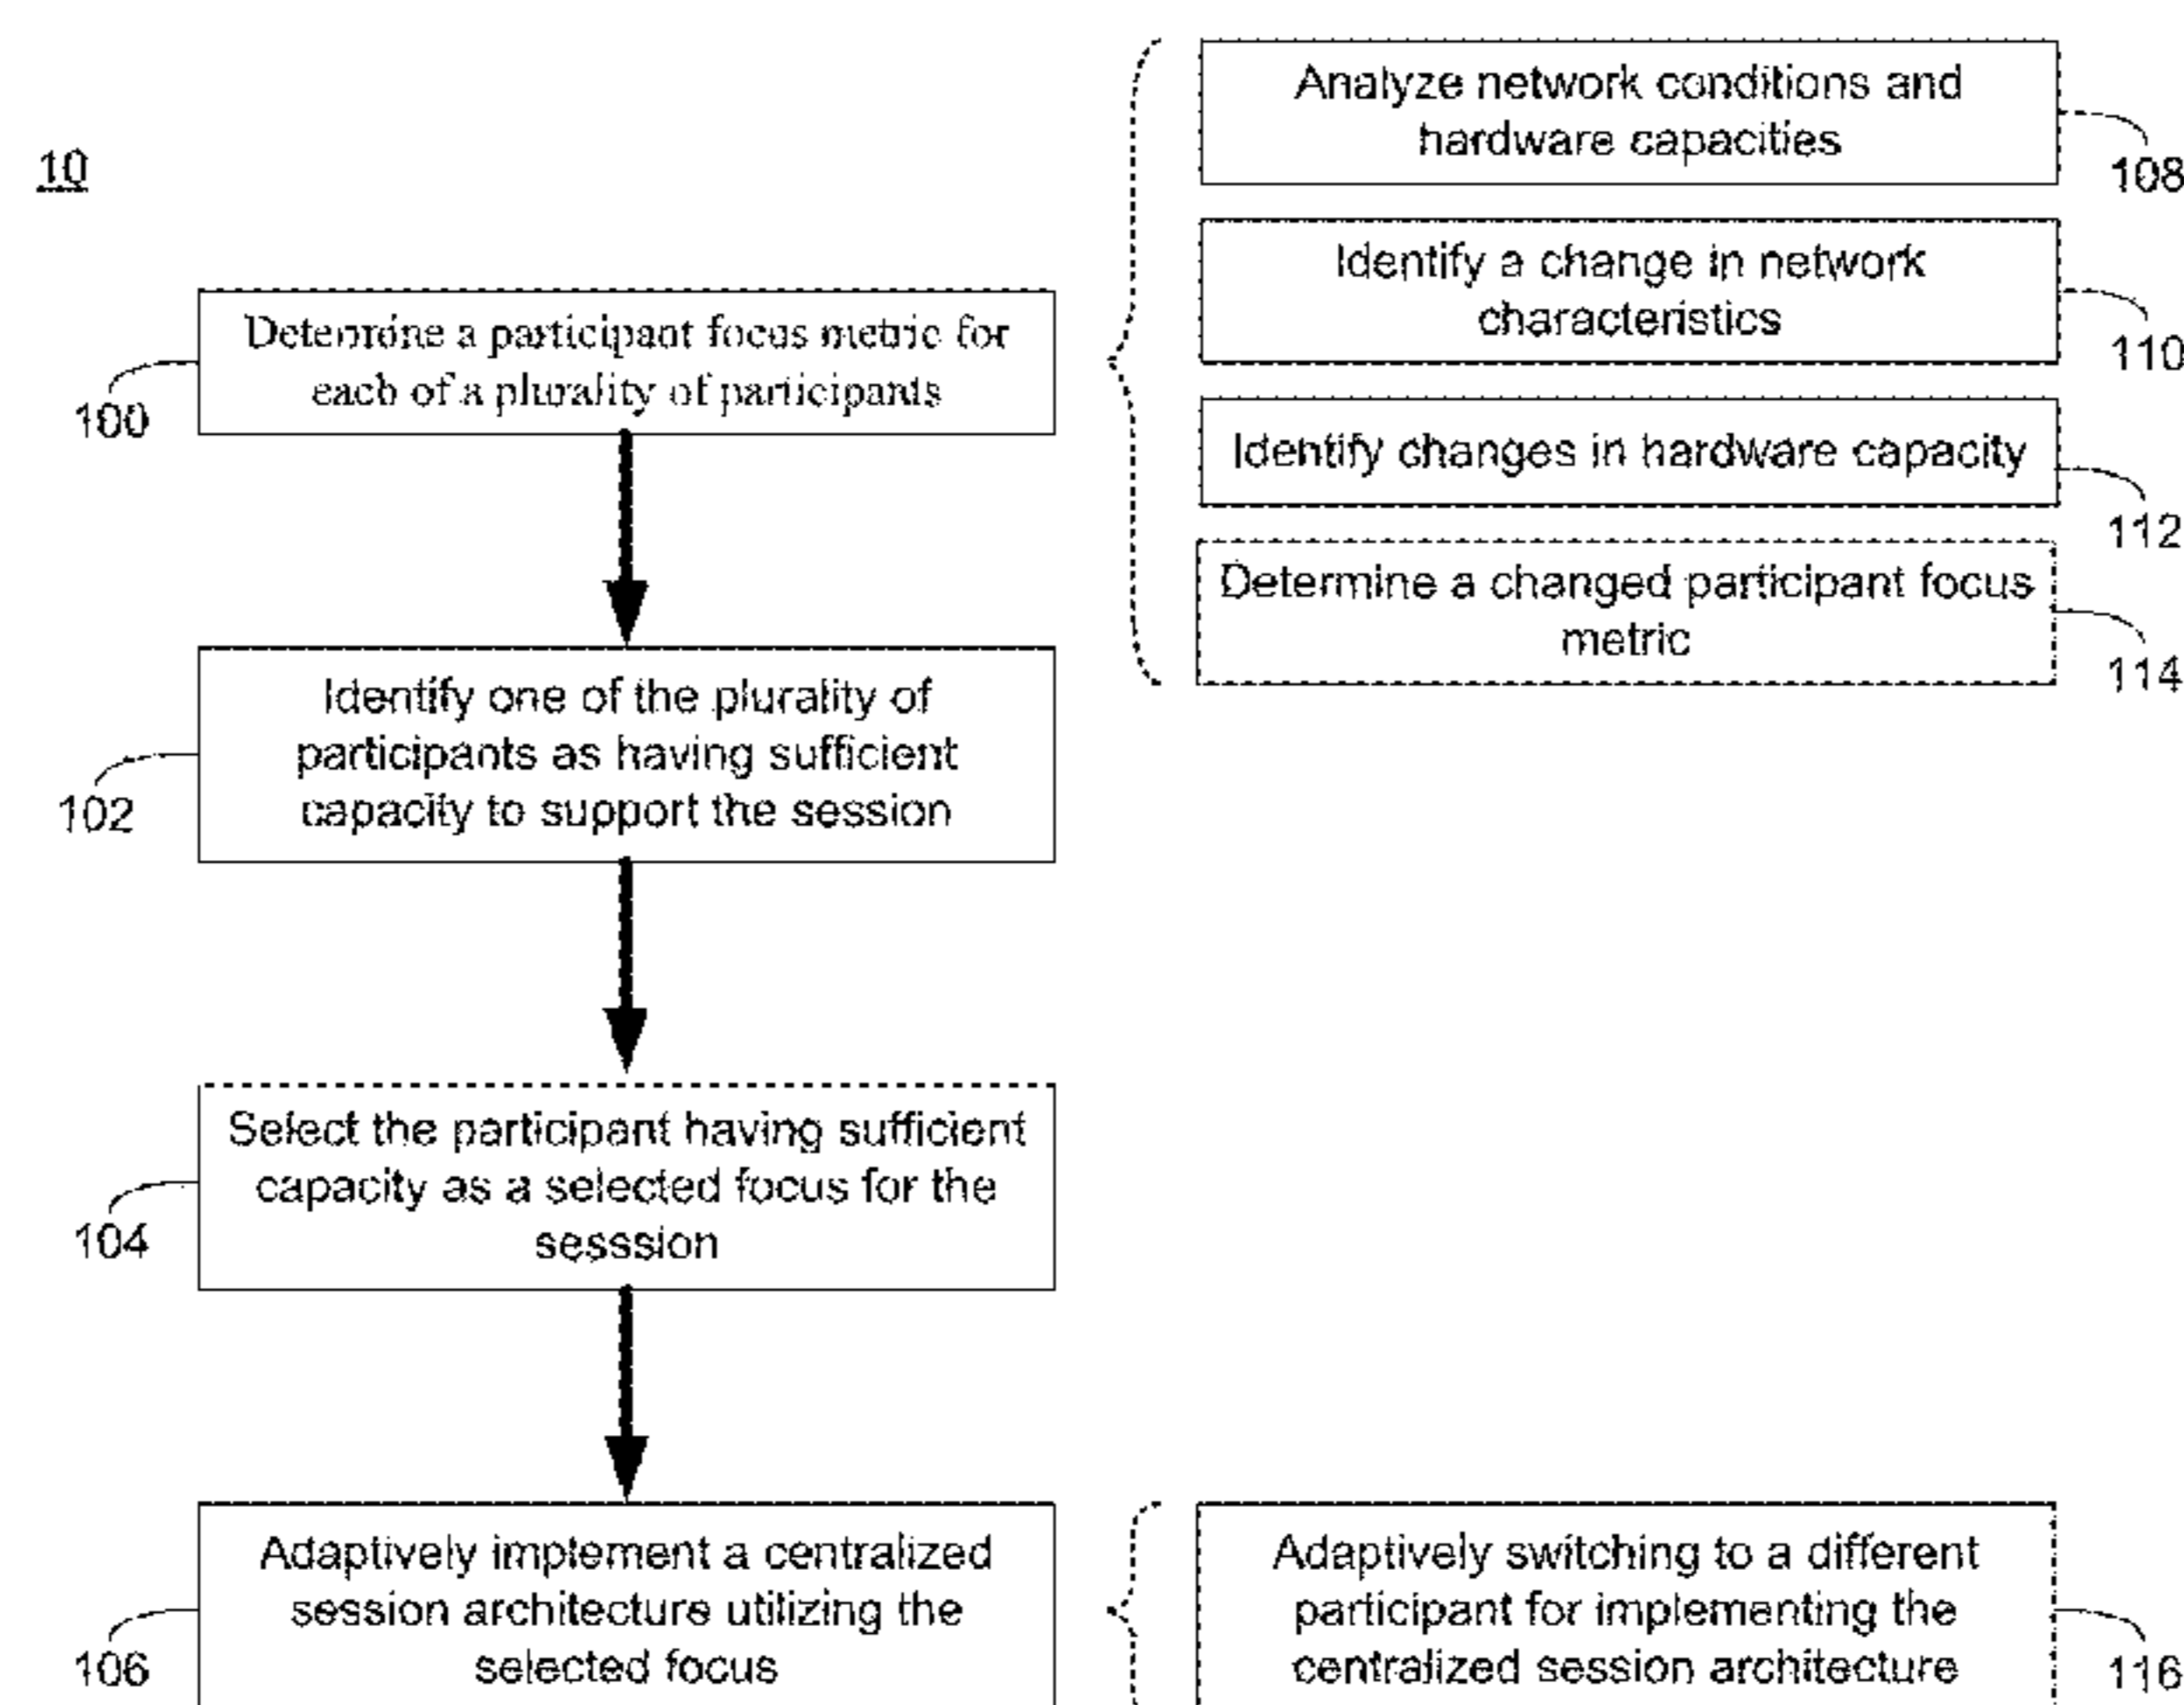 10
Determine a participant focus metric for
each of a plurality of participants
100
Identify one of the plurality of
participants as having sufficient
capacity to support the session
102
Select the participant having sufficient
capacity as a selected focus for the
sesssion
104
Adaptively implement a centralized
session architecture utilizing the
selected focus
106
Analyze network conditions and
hardware capacities
108
Identify a change in network
characteristics
110
Identify changes in hardware capacity
112
Determine a changed participant focus
metric
114
Adaptively switching to a different
participant for implementing the
centralized session architecture
116